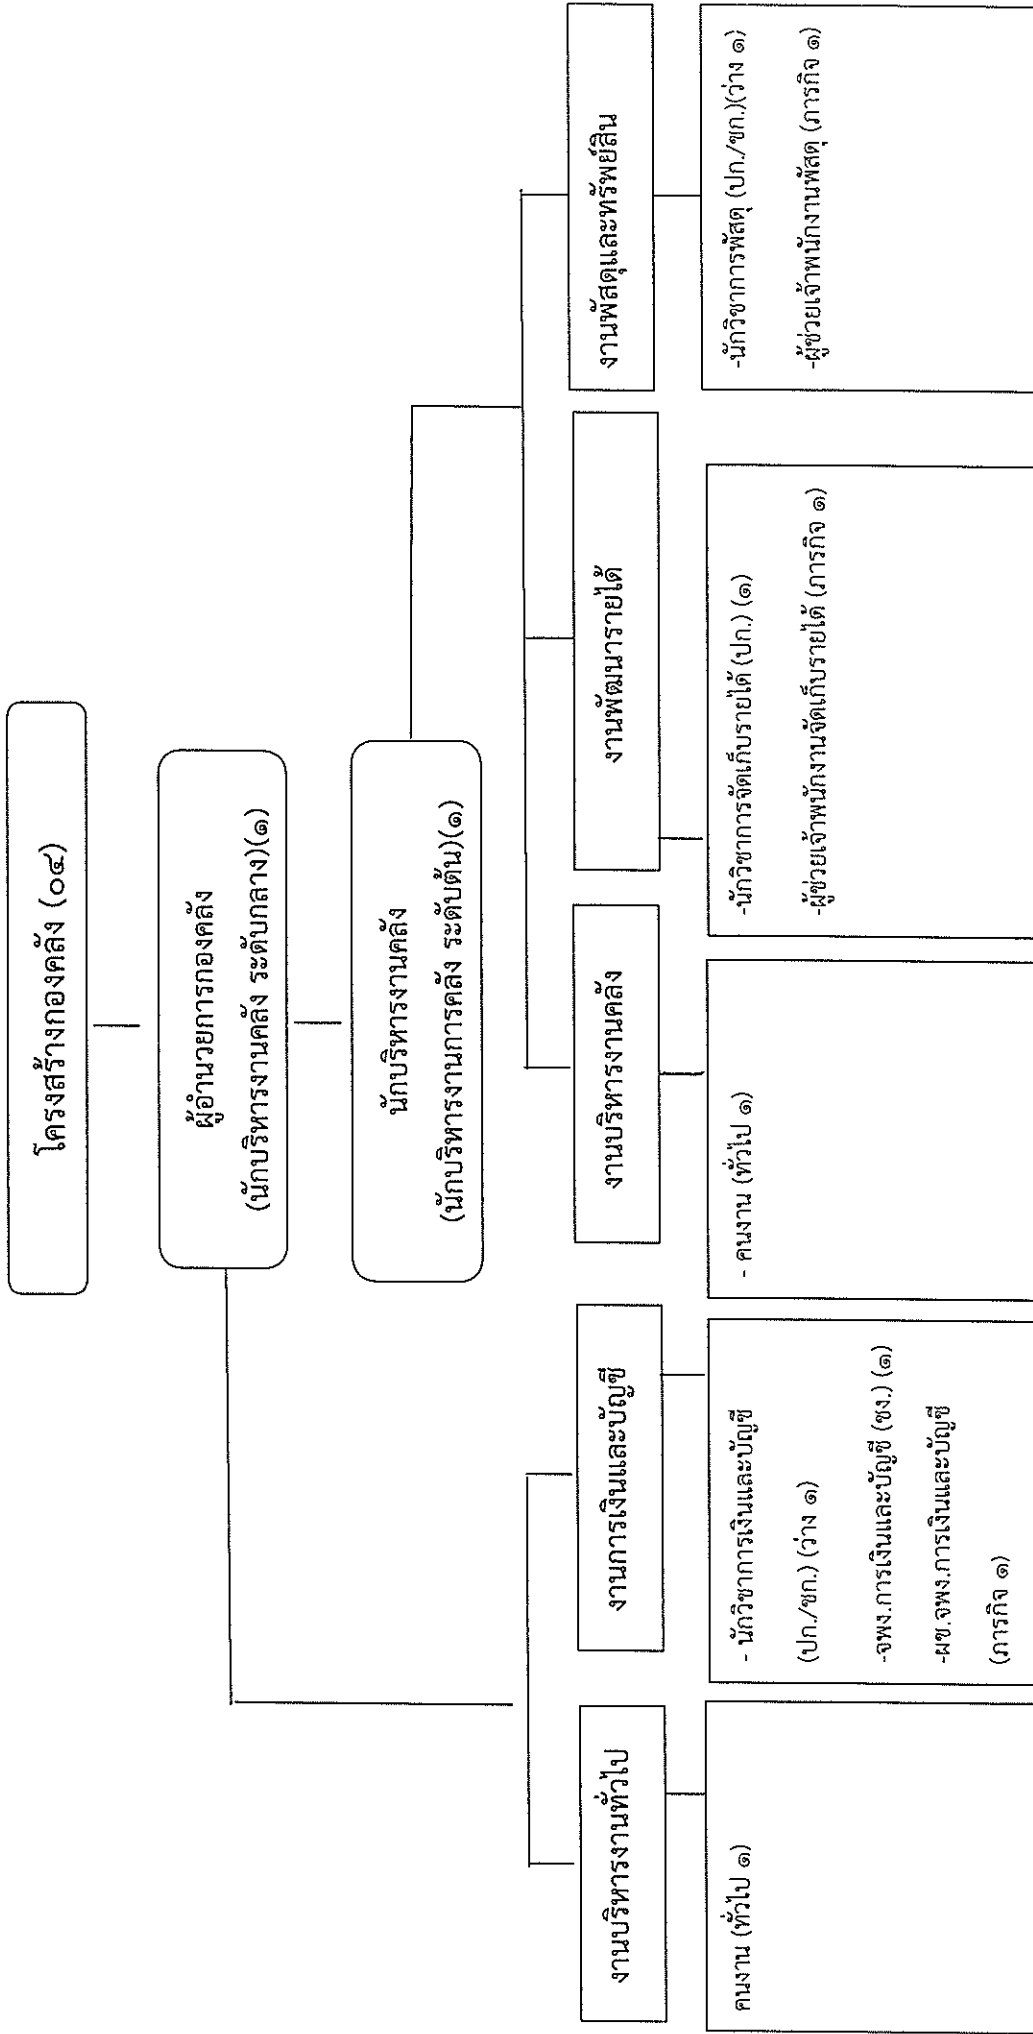 โครงสร้างกองคลัง (๐๔)
ผู้อำนวยการกองคลัง
(นักบริหารงานคลัง ระดับกลาง)(๑)
นักบริหารงานคลัง
(นักบริหารงานการคลัง ระดับต้น)(๑)
งานบริหารงานทั่วไป
คนงาน (ทั่วไป ๑)
งานการเงินและบัญชี
- นักวิชาการเงินและบัญชี
(ปก./ชก.) (ว่าง ๑)
-จพง.การเงินและบัญชี (ชง.) (๑)
-ผช.จพง.การเงินและบัญชี
(ภารกิจ ๑)
งานบริหารงานคลัง
- คนงาน (ทั่วไป ๑)
งานพัฒนารายได้
-นักวิชาการจัดเก็บรายได้ (ปก.) (๑)
-ผู้ช่วยเจ้าพนักงานจัดเก็บรายได้ (ภารกิจ ๑)
งานพัสดุและทรัพย์สิน
-นักวิชาการพัสดุ (ปก./ชก.)(ว่าง ๑)
-ผู้ช่วยเจ้าพนักงานพัสดุ (ภารกิจ ๑)